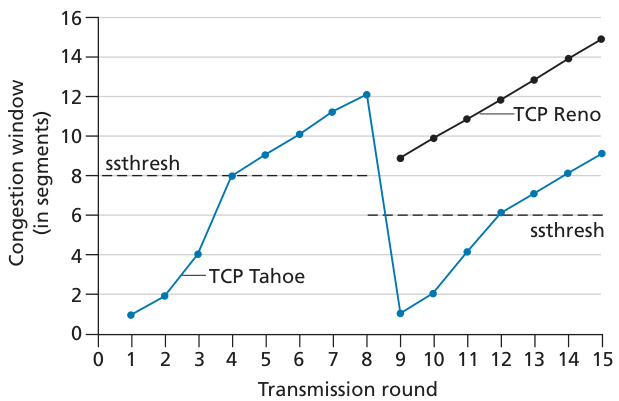 Congestion window
(in segments)
16
14
12
10
8
6
4
2
0
ssthresh
TCP Tahoe
TCP Reno
ssthresh
0 1 2 3 4 5 6 7 8 9 10 11 12 13 14 15
Transmission round